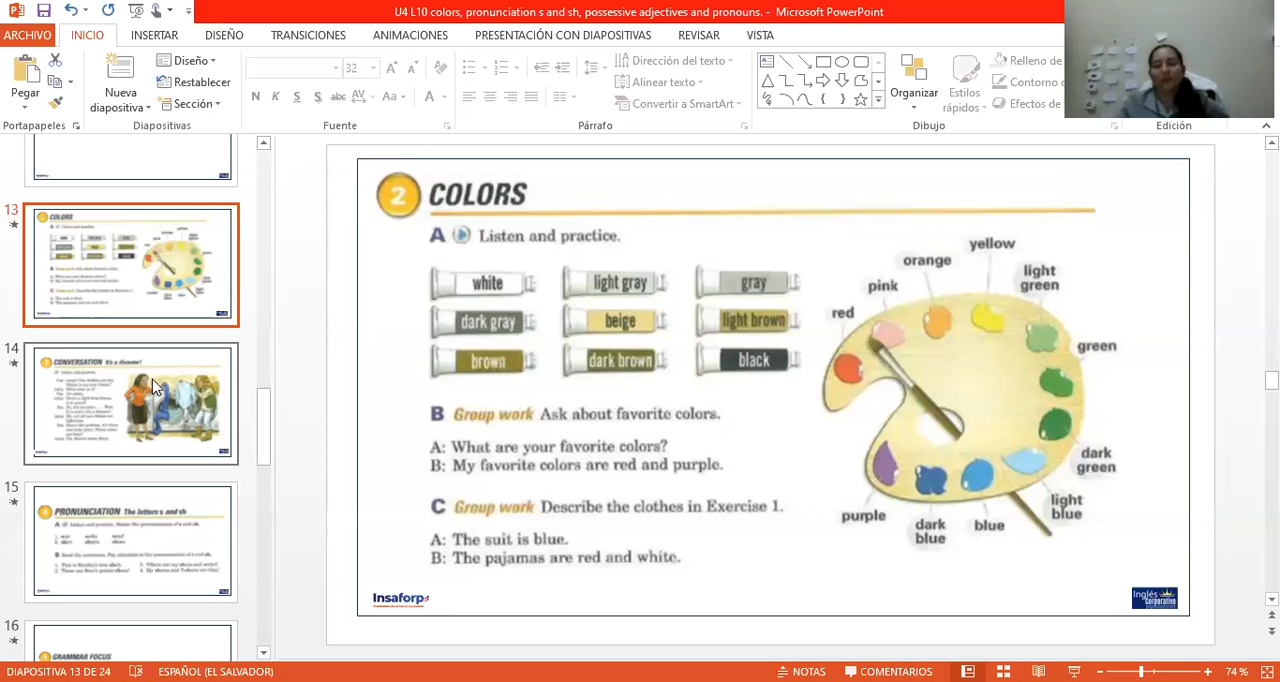 U4 L10 colors, pronunciation s and sh, possessive adjectives and pronouns. - Microsoft PowerPoint
ARCHIVO INICIO INSERTAR DISEÑO TRANSICIONES ANIMACIONES PRESENTACIÓN CON DIAPOSITIVAS REVISAR VISTA
Pegar
Nueva
diapositiva
Diseño
Restablecer
Sección
32
N K S S abc AV Aa A
Dirección del texto
Alinear texto
Convertir a SmartArt
Organizar
Estilos
rápidos
Relleno de
Contorno
Efectos de
Portapapeles Diapositivas Fuente Párrafo Dibujo Edición
13
COLORS
14
CONVERSATION It's a disaster!
15
PRONUNCIATION The letters s and sh
16
GRAMMAR FOCUS
2 COLORS
A Listen and practice.
white light gray gray
dark gray beige light brown
brown dark brown black
red
pink
orange
yellow
light
green
green
dark
green
light
blue
blue
dark
blue
purple
B Group work Ask about favorite colors.
A: What are your favorite colors?
B: My favorite colors are red and purple.
C Group work Describe the clothes in Exercise 1.
A: The suit is blue.
B: The pajamas are red and white.
Insaforp
Inglés
corporativo
DIAPOSITIVA 13 DE 24 ESPAÑOL (EL SALVADOR) NOTAS COMENTARIOS 74 %